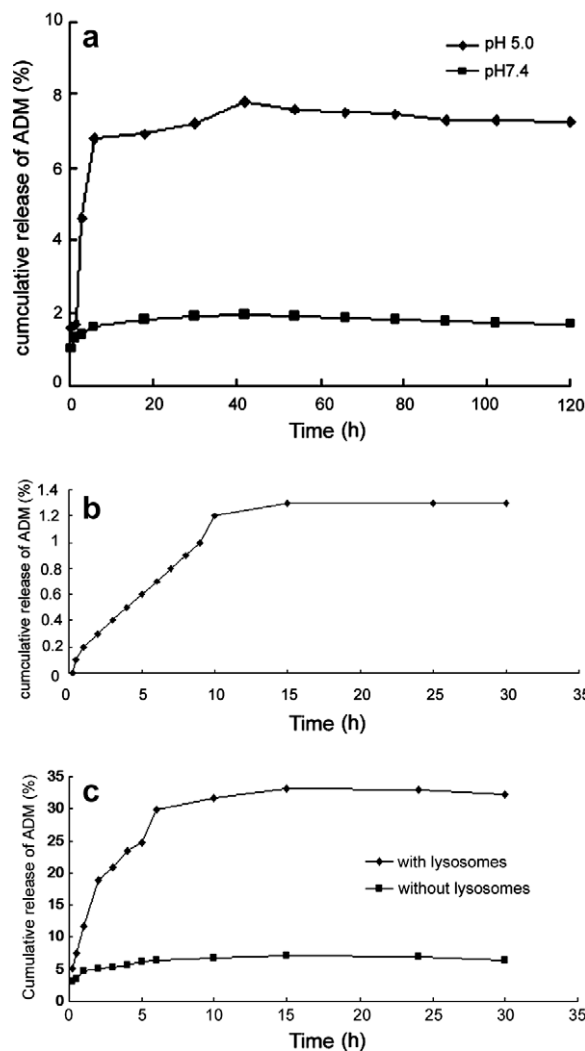 a
pH 5.0
pH7.4
cumculative release of ADM (%)
10
8
6
4
2
0
0 20 40 60 80 100 120
Time (h)
b
cumculative release of ADM (%)
1.4
1.2
1
0.8
0.6
0.4
0.2
0
0 5 10 15 20 25 30 35
Time (h)
c
Cumulative release of ADM (%)
35
30
25
20
15
10
5
0
with lysosomes
without lysosomes
0 5 10 15 20 25 30 35
Time (h)